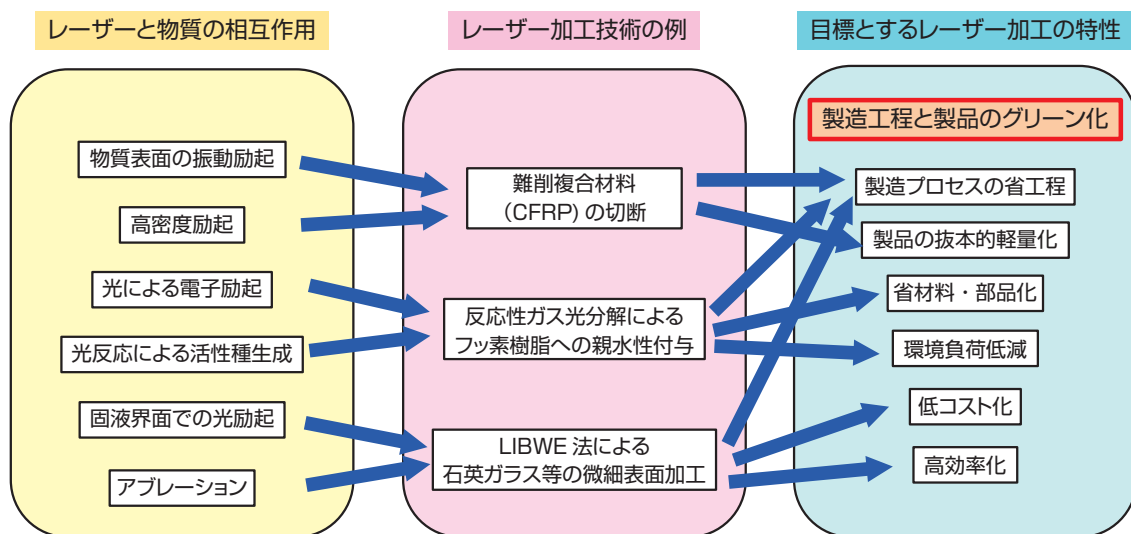 レーザーと物質の相互作用
物質表面の振動励起
高密度励起
光による電子励起
光反応による活性種生成
固液界面での光励起
アブレーション
レーザー加工技術の例
難削複合材料
(CFRP) の切断
反応性ガス光分解による
フッ素樹脂への親水性付与
LIBWE 法による
石英ガラス等の微細表面加工
目標とするレーザー加工の特性
製造工程と製品のグリーン化
製造プロセスの省工程
製品の抜本的軽量化
省材料・部品化
環境負荷低減
低コスト化
高効率化